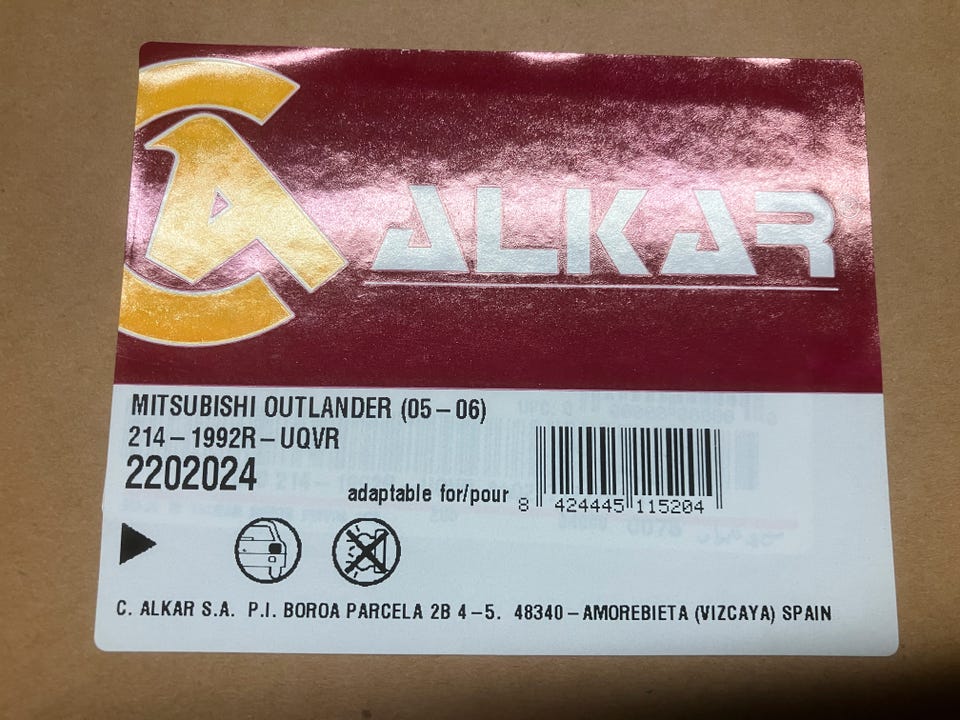 ALKAR
MITSUBISHI OUTLANDER (05-06)
214-1992R-UQVR
2202024
adaptable for/pour
8 424445 115204
C. ALKAR S.A. P.I. BOROA PARCELA 2B 4-5. 48340-AMOREBIETA (VIZCAYA) SPAIN